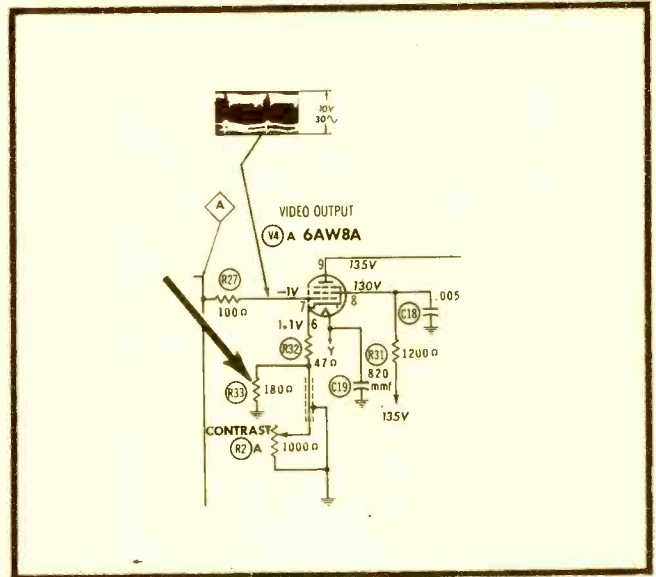 10V
30∿
A
VIDEO OUTPUT
V4 A 6AW8A
9 135V
R27
-1V
130V
7
8
.005
100Ω
C18
1.1V 6
R32
Y
R31
1200Ω
47Ω
820
mmf
C19
R33
180Ω
135V
CONTRAST
R2 A
1000Ω